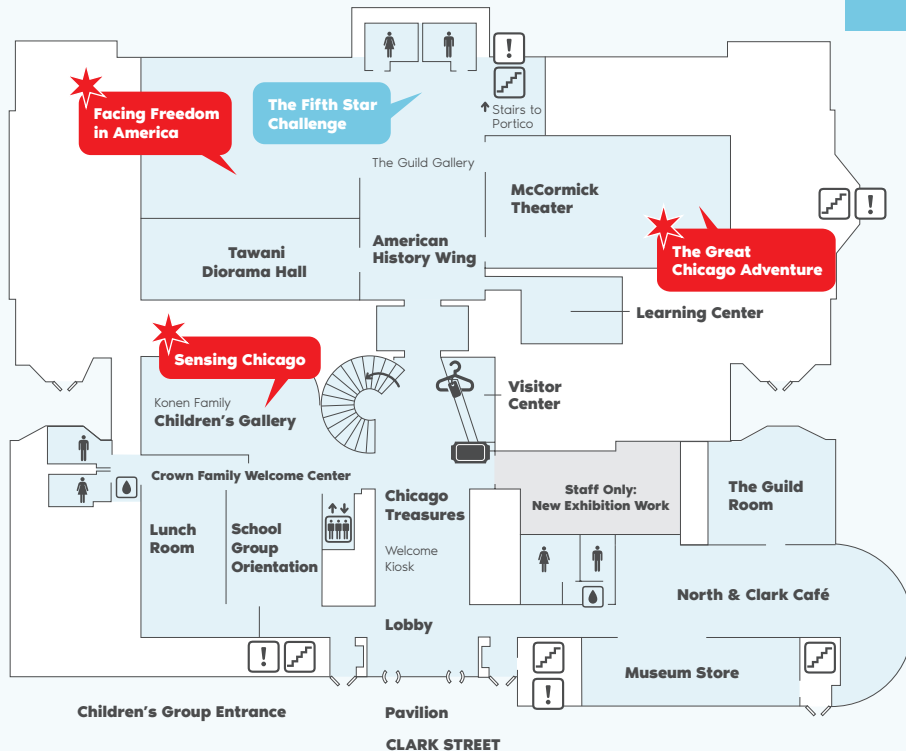 Facing Freedom
in America
The Fifth Star
Challenge
!
Stairs to
Portico
The Guild Gallery
McCormick
Theater
!
Tawani
Diorama Hall
American
History Wing
The Great
Chicago Adventure
Learning Center
Sensing Chicago
Konen Family
Children's Gallery
Visitor
Center
Crown Family Welcome Center
Lunch
Room
School
Group
Orientation
Chicago
Treasures
Welcome
Kiosk
Staff Only:
New Exhibition Work
The Guild
Room
North & Clark Café
Lobby
!
!
Museum Store
Children's Group Entrance
Pavilion
CLARK STREET